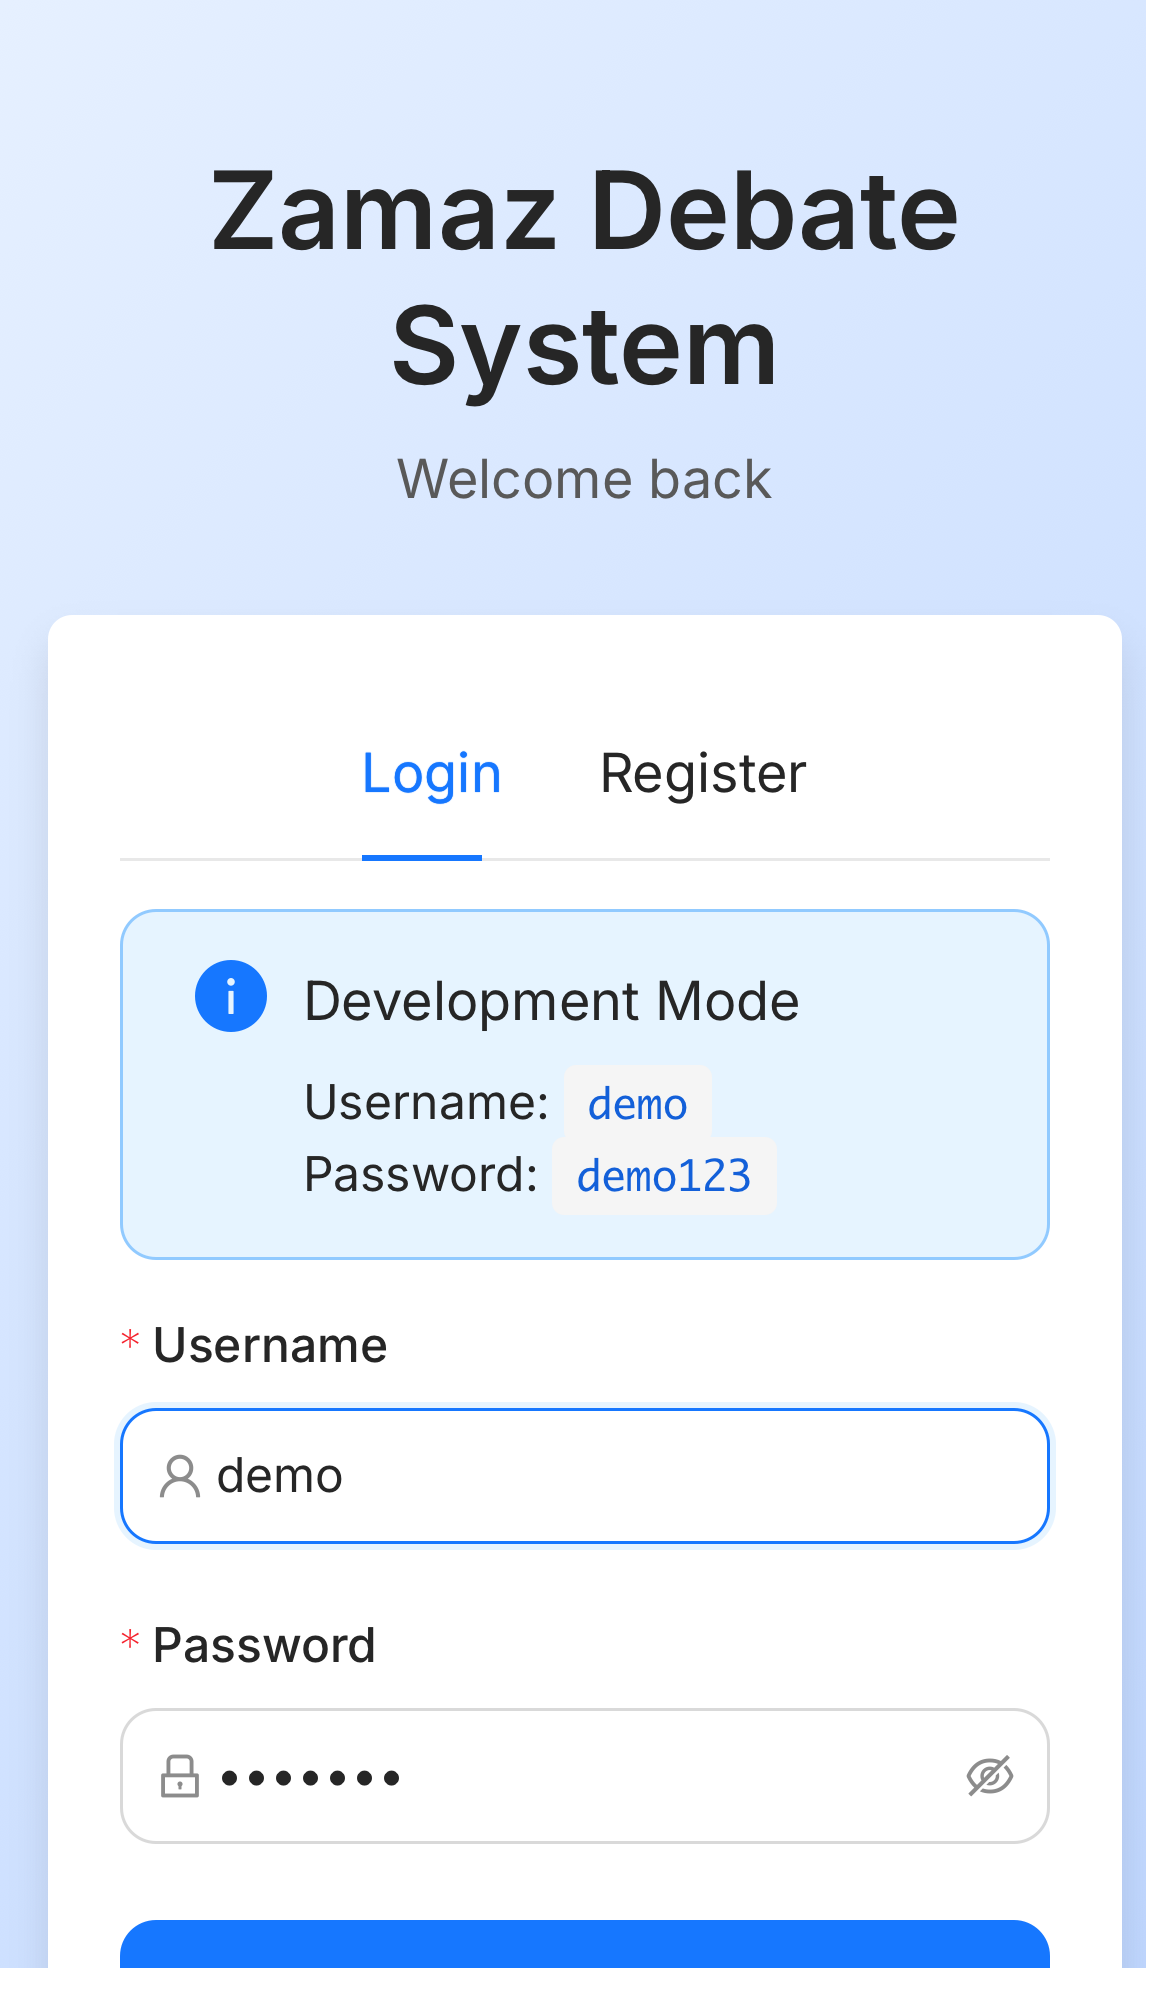 Zamaz Debate
System
Welcome back
Login Register
Development Mode
Username: demo
Password: demo123
* Username
demo
* Password
•••••••